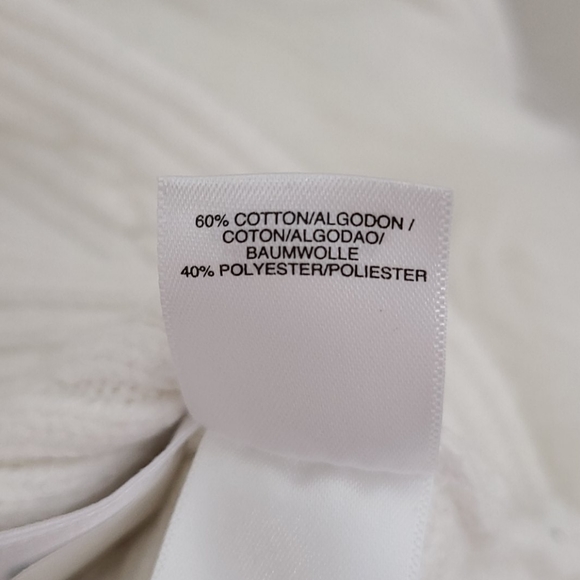 60% COTTON/ALGODON /
COTON/ALGODAO/
BAUMWOLLE
40% POLYESTER/POLIESTER